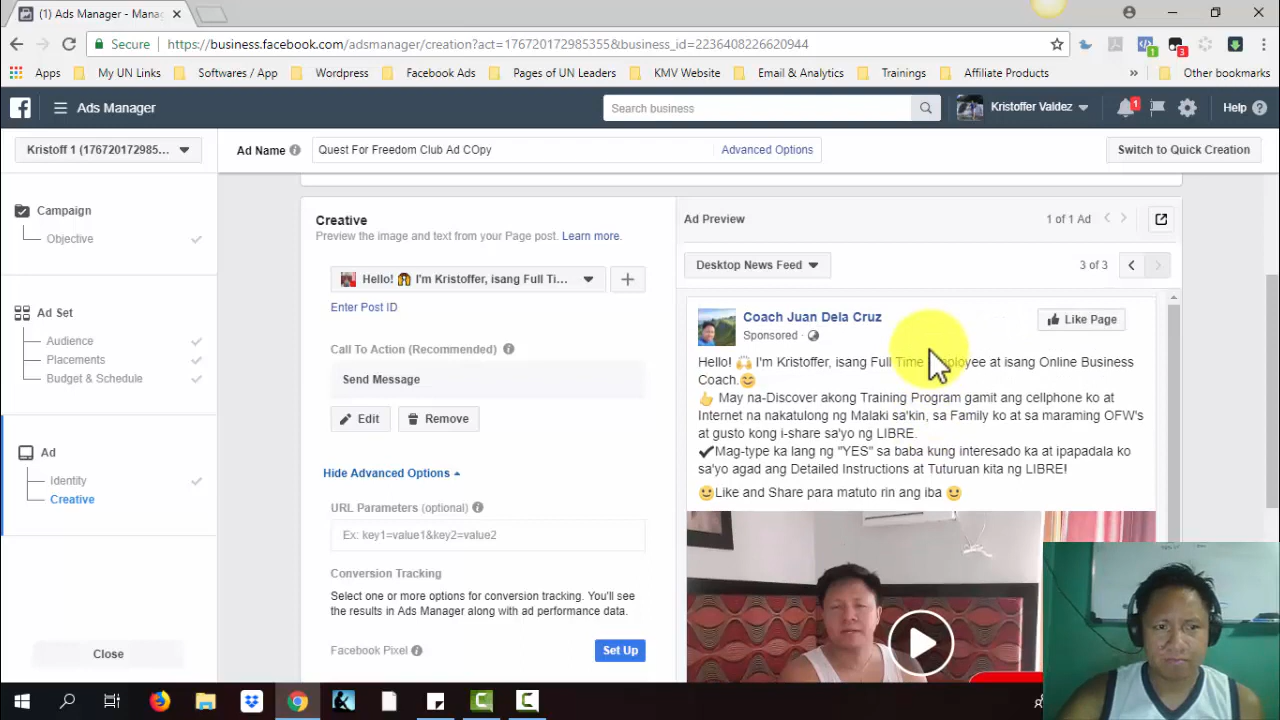 (1) Ads Manager - Mana
Secure
https://business.facebook.com/adsmanager/creation?act=176720172985355&business_id=2236408226620944
1
3
Apps
My UN Links
Softwares / App
Wordpress
Facebook Ads
Pages of UN Leaders
KMV Website
Email & Analytics
Trainings
Affiliate Products
»
Other bookmarks
Ads Manager
Search business
Kristoffer Valdez
1
Help
Kristoff 1 (176720172985...
Ad Name
Quest For Freedom Club Ad COpy
Advanced Options
Switch to Quick Creation
Campaign
Objective
Ad Set
Audience
Placements
Budget & Schedule
Ad
Identity
Creative
Close
Creative
Preview the image and text from your Page post. Learn more.
Hello! 🙌 I'm Kristoffer, isang Full Ti...
Enter Post ID
Call To Action (Recommended)
Send Message
Edit
Remove
Hide Advanced Options
URL Parameters (optional)
Ex: key1=value1&key2=value2
Conversion Tracking
Select one or more options for conversion tracking. You'll see
the results in Ads Manager along with ad performance data.
Facebook Pixel
Set Up
Ad Preview
1 of 1 Ad
Desktop News Feed
3 of 3
Coach Juan Dela Cruz
Like Page
Sponsored ·
Hello! 🙌 I'm Kristoffer, isang Full Time Employee at isang Online Business
Coach.😊
👍 May na-Discover akong Training Program gamit ang cellphone ko at
Internet na nakatulong ng Malaki sa'kin, sa Family ko at sa maraming OFW's
at gusto kong i-share sa'yo ng LIBRE.
✔Mag-type ka lang ng "YES" sa baba kung interesado ka at ipapadala ko
sa'yo agad ang Detailed Instructions at Tuturuan kita ng LIBRE!
😃Like and Share para matuto rin ang iba 😉